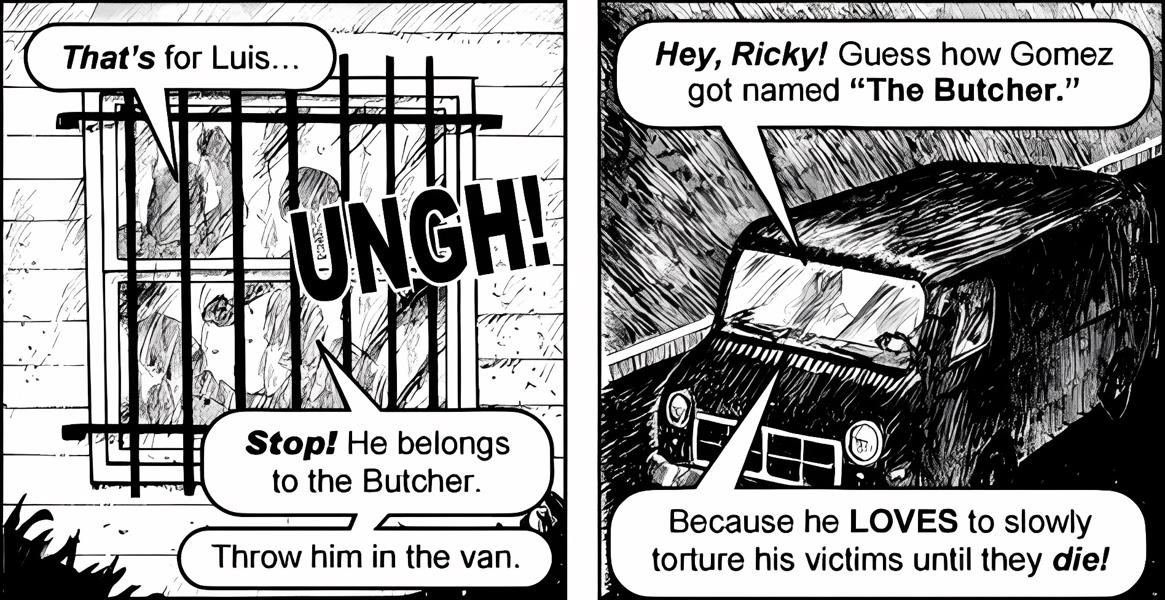 That's for Luis...
UNGH!
Stop! He belongs
to the Butcher.
Throw him in the van.
Hey, Ricky! Guess how Gomez
got named “The Butcher.”
Because he LOVES to slowly
torture his victims until they die!